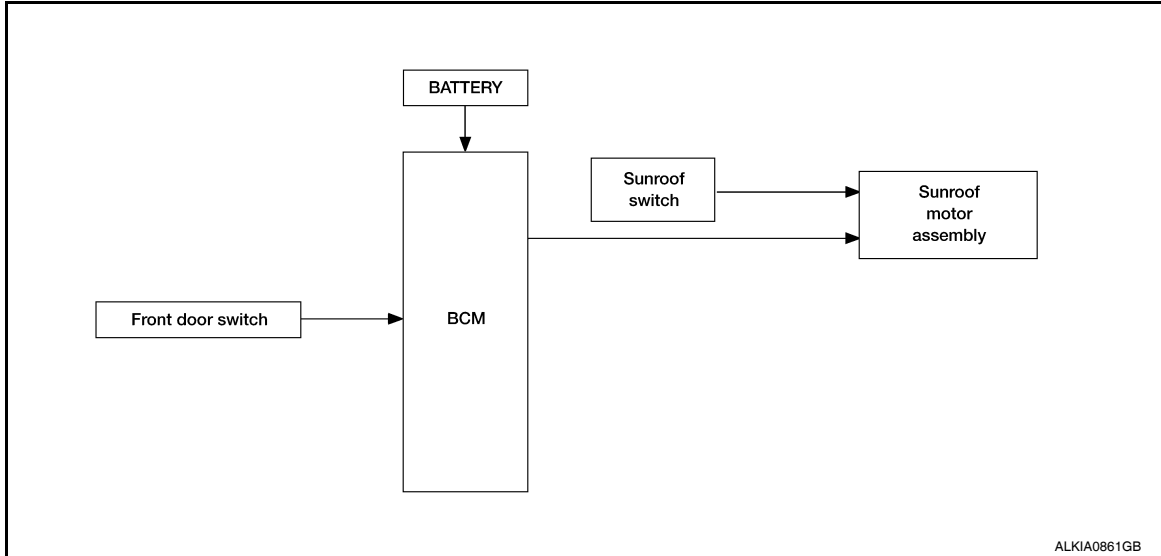 BATTERY
Sunroof
switch
Sunroof
motor
assembly
Front door switch
BCM
ALKIA0861GB